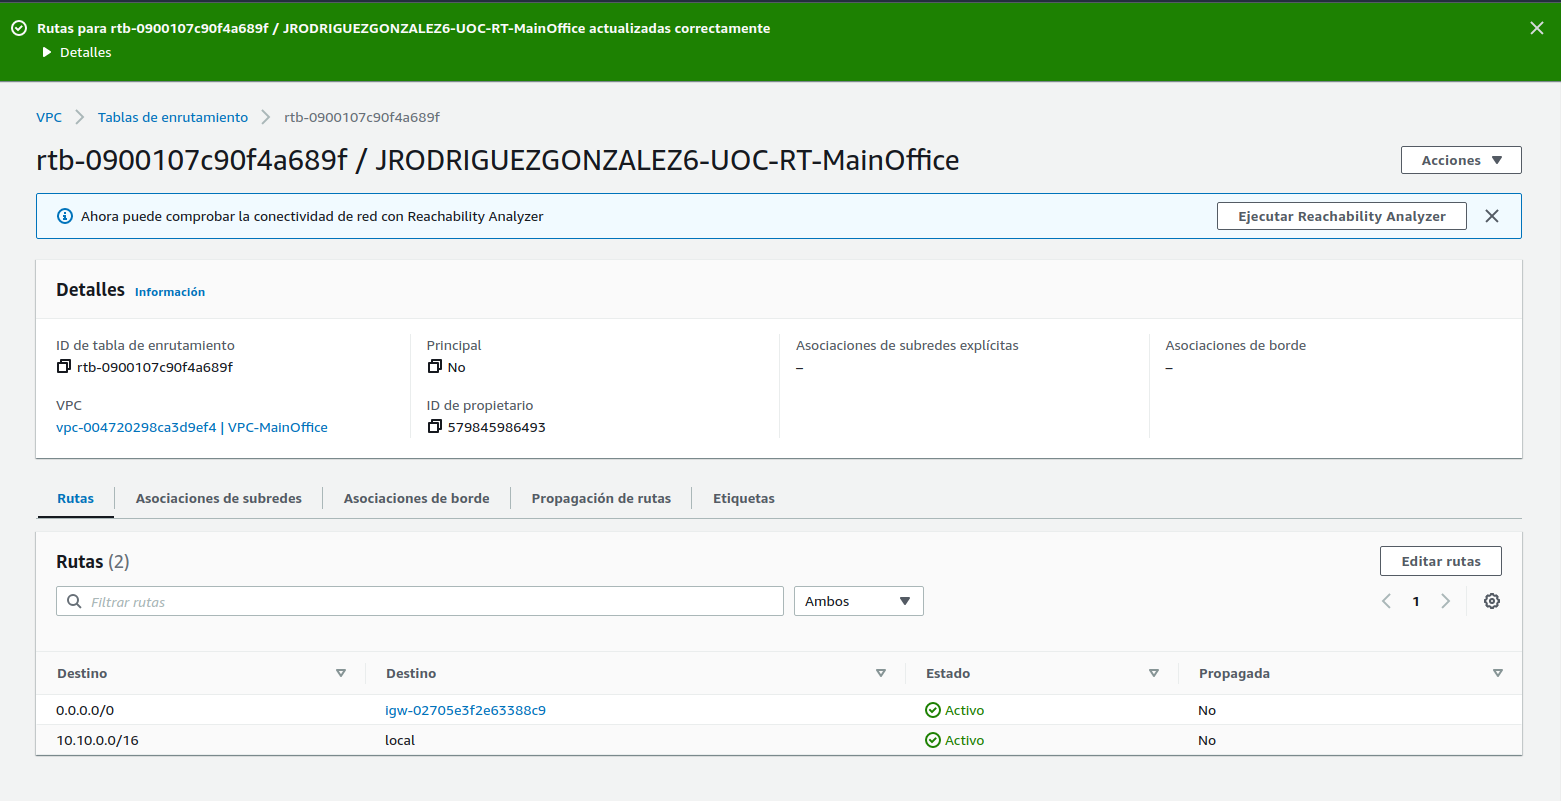 Rutas para rtb-0900107c90f4a689f / JRODRIGUEZGONZALEZ6-UOC-RT-MainOffice actualizadas correctamente
Detalles
VPC Tablas de enrutamiento rtb-0900107c90f4a689f
rtb-0900107c90f4a689f / JRODRIGUEZGONZALEZ6-UOC-RT-MainOffice
Acciones
Ahora puede comprobar la conectividad de red con Reachability Analyzer
Ejecutar Reachability Analyzer
Detalles Información
ID de tabla de enrutamiento
rtb-0900107c90f4a689f
Principal
No
Asociaciones de subredes explícitas
–
Asociaciones de borde
–
VPC
vpc-004720298ca3d9ef4 | VPC-MainOffice
ID de propietario
579845986493
Rutas Asociaciones de subredes Asociaciones de borde Propagación de rutas Etiquetas
Rutas (2)
Editar rutas
Filtrar rutas
Ambos
1
Destino Destino Estado Propagada
0.0.0.0/0 igw-02705e3f2e63388c9 Activo No
10.10.0.0/16 local Activo No